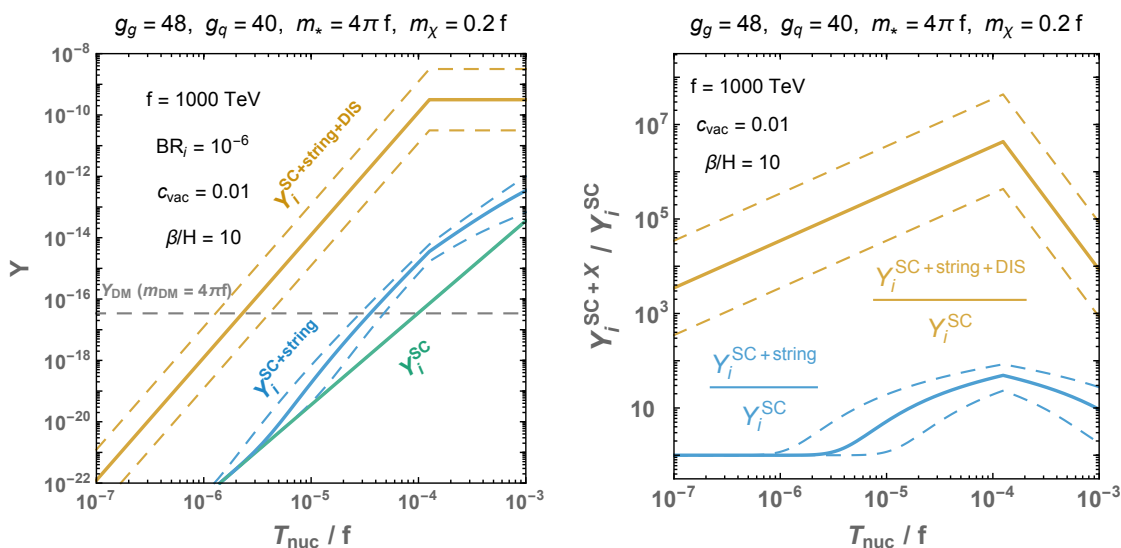 g_g = 48, g_q = 40, m_* = 4π f, m_χ = 0.2 f
10^-8
10^-10
10^-12
10^-14
10^-16
10^-18
10^-20
10^-22
Y
f = 1000 TeV
BR_i = 10^-6
c_vac = 0.01
β/H = 10
Y_i^SC+string+DIS
Y_DM (m_DM = 4πf)
Y_i^SC+string
Y_i^SC
10^-7
10^-6
10^-5
10^-4
10^-3
T_nuc / f
g_g = 48, g_q = 40, m_* = 4π f, m_χ = 0.2 f
10^7
10^5
10^3
10
Y_i^SC+X / Y_i^SC
f = 1000 TeV
c_vac = 0.01
β/H = 10
Y_i^SC+string+DIS
Y_i^SC
Y_i^SC+string
Y_i^SC
10^-7
10^-6
10^-5
10^-4
10^-3
T_nuc / f